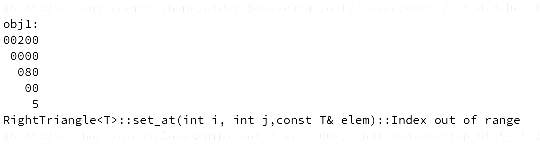 obj1:
00200
 0000
  080
   00
    5
RightTriangle<T>::set_at(int i, int j,const T& elem)::Index out of range